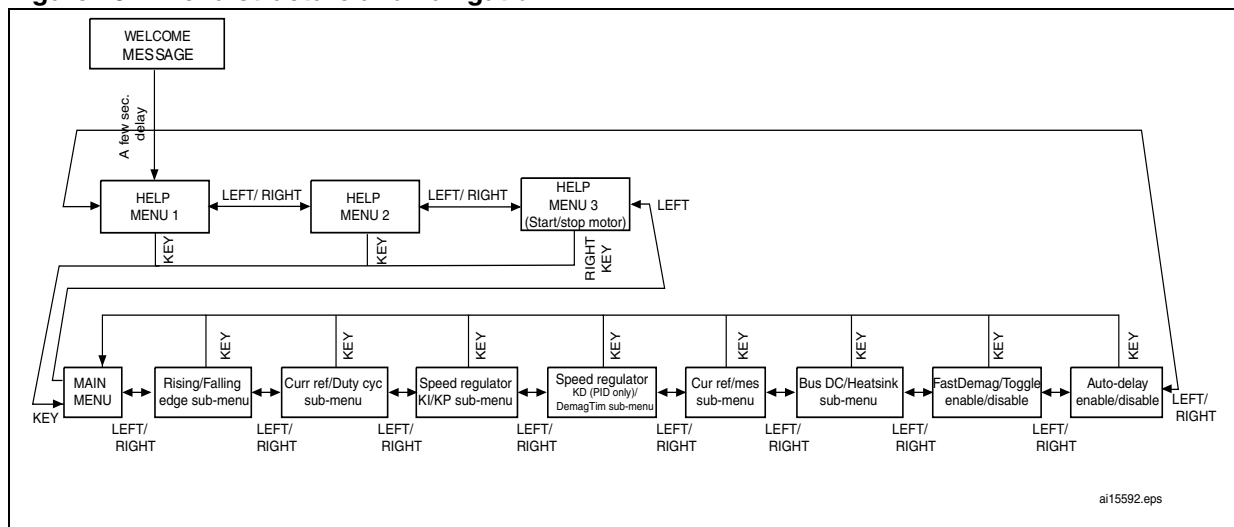 WELCOME
MESSAGE
A few sec.
delay
HELP
MENU 1
LEFT/ RIGHT
HELP
MENU 2
LEFT/ RIGHT
HELP
MENU 3
(Start/stop motor)
LEFT
KEY
KEY
RIGHT
KEY
KEY
KEY
KEY
KEY
KEY
KEY
KEY
KEY
MAIN
MENU
Rising/Falling
edge sub-menu
Curr ref/Duty cyc
sub-menu
Speed regulator
KI/KP sub-menu
Speed regulator
KD (PID only)/
DemagTim sub-menu
Cur ref/mes
sub-menu
Bus DC/Heatsink
sub-menu
FastDemag/Toggle
enable/disable
Auto-delay
enable/disable
KEY
LEFT/
RIGHT
LEFT/
RIGHT
LEFT/
RIGHT
LEFT/
RIGHT
LEFT/
RIGHT
LEFT/
RIGHT
LEFT/
RIGHT
LEFT/
RIGHT
LEFT/
RIGHT
ai15592.eps